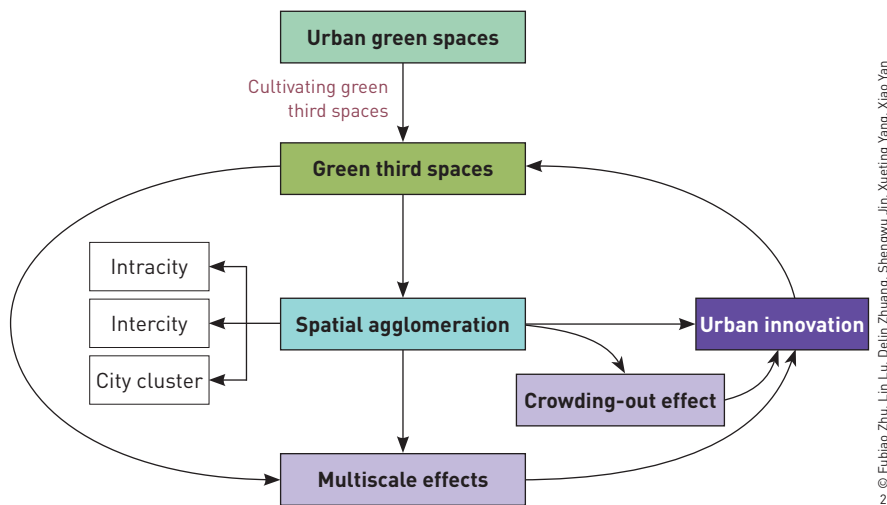 Urban green spaces
Cultivating green
third spaces
Green third spaces
Intracity
Intercity
City cluster
Spatial agglomeration
Urban innovation
Crowding-out effect
Multiscale effects
2 © Fubiao Zhu, Lin Lu, Delin Zhuang, Shengwu Jin, Xueting Yang, Xiao Yan